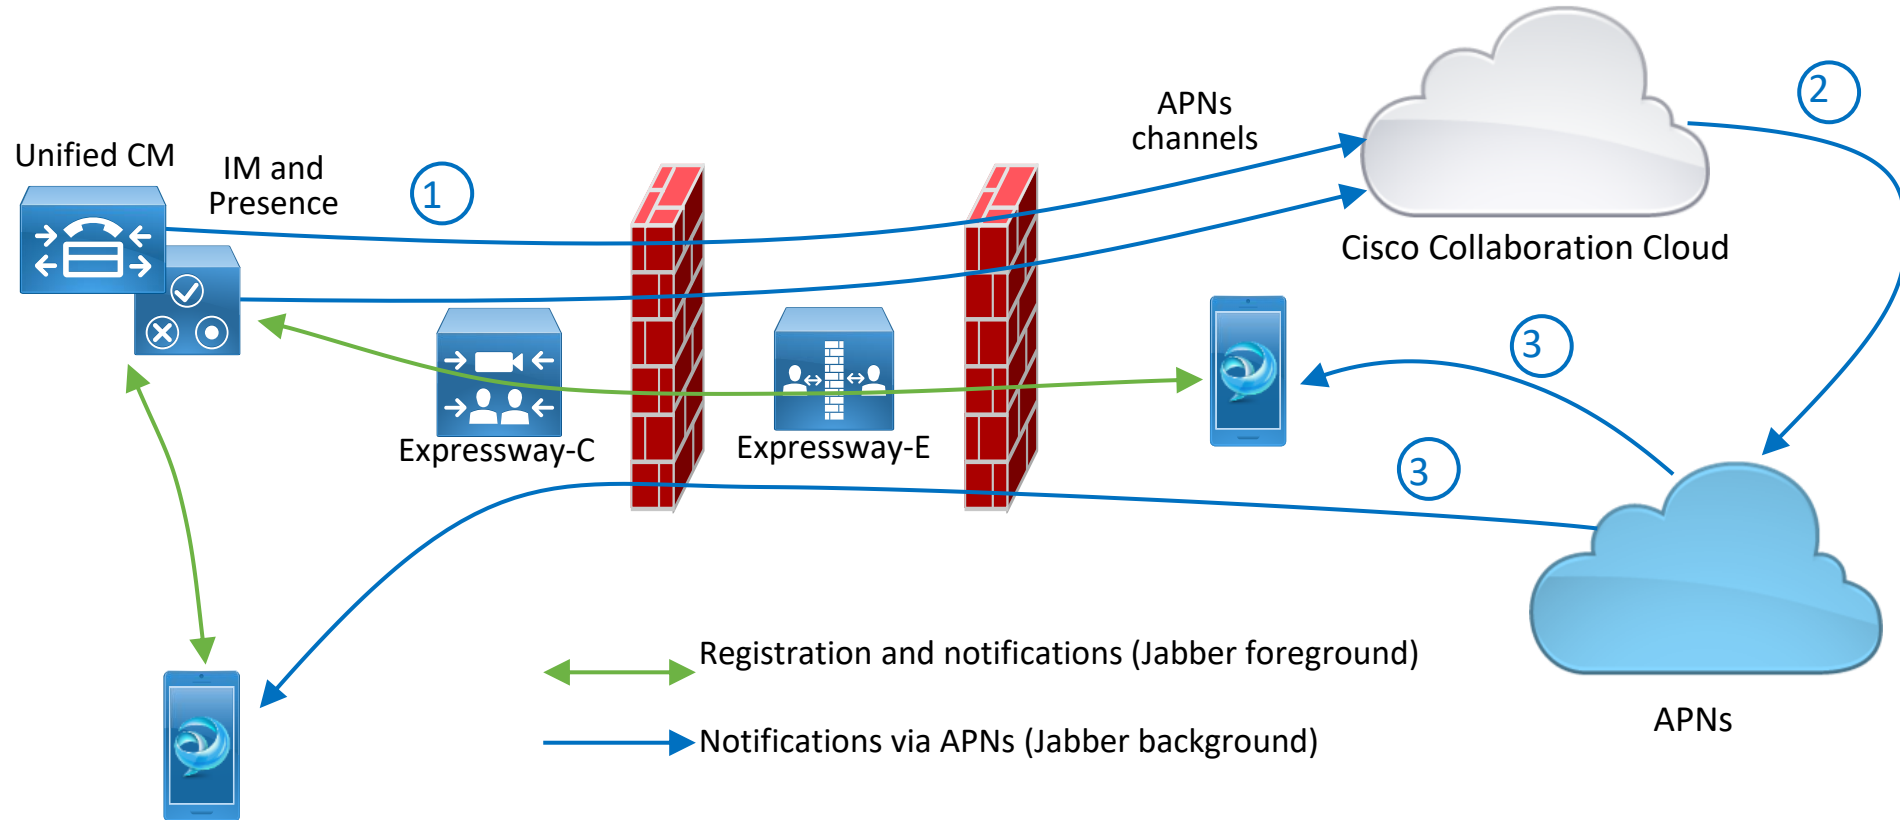 APNs
channels
2
Unified CM
IM and
Presence
1
Cisco Collaboration Cloud
3
Expressway-C
Expressway-E
3
Registration and notifications (Jabber foreground)
APNs
Notifications via APNs (Jabber background)